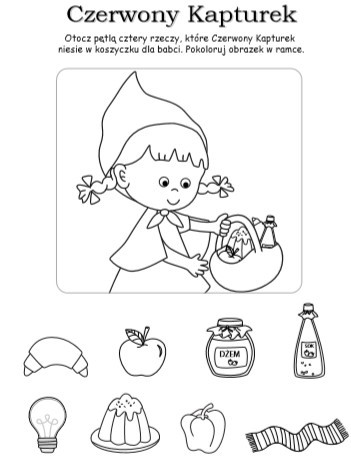 Czerwony Kapturek
Otocz pętlą cztery rzeczy, które Czerwony Kapturek
niesie w koszyczku dla babci. Pokoloruj obrazek w ramce.
DŻEM
SOK